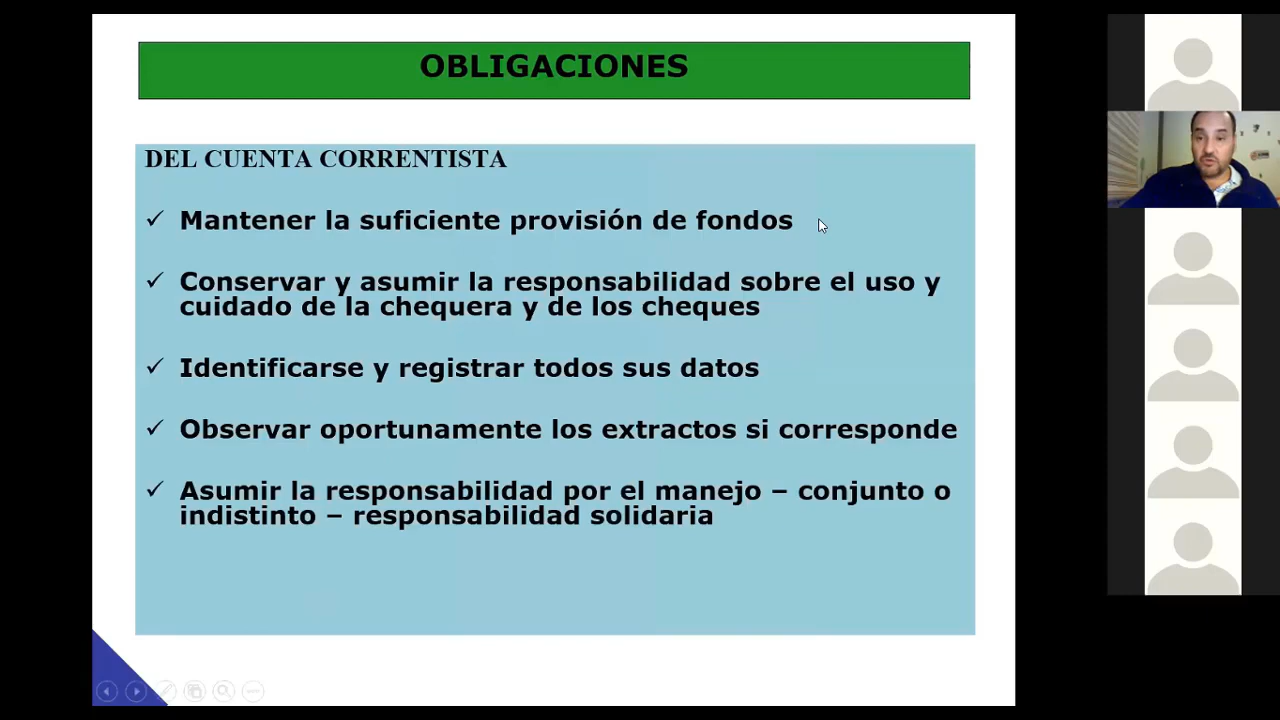 OBLIGACIONES
DEL CUENTA CORRENTISTA
✓ Mantener la suficiente provisión de fondos
✓ Conservar y asumir la responsabilidad sobre el uso y
cuidado de la chequera y de los cheques
✓ Identificarse y registrar todos sus datos
✓ Observar oportunamente los extractos si corresponde
✓ Asumir la responsabilidad por el manejo – conjunto o
indistinto – responsabilidad solidaria